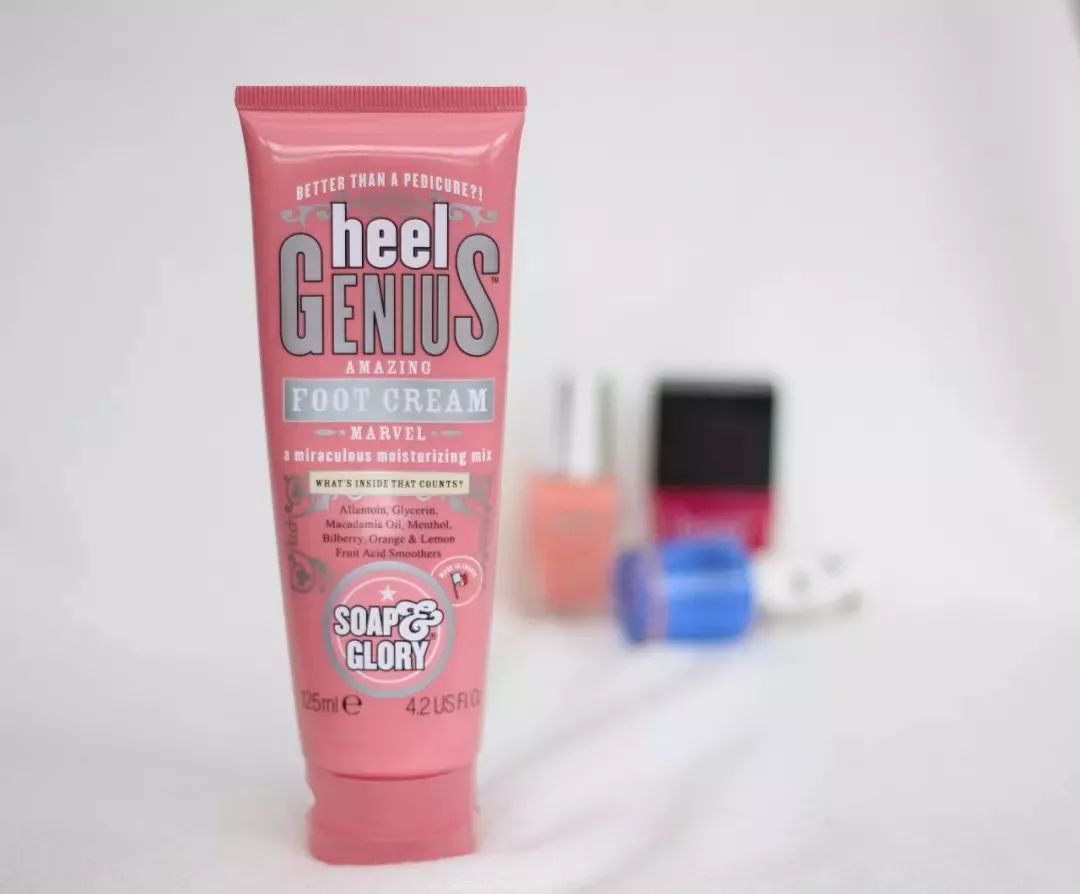 BETTER THAN A PEDICURE?!
heel
GENIUS™
AMAZING
FOOT CREAM
MARVEL
a miraculous moisturizing mix
WHAT'S INSIDE THAT COUNTS?
Allantoin, Glycerin,
Macadamia Oil, Menthol,
Bilberry, Orange & Lemon
Fruit Acid Smoothers
SOAP &
GLORY
125ml e 4.2 US Fl.Oz